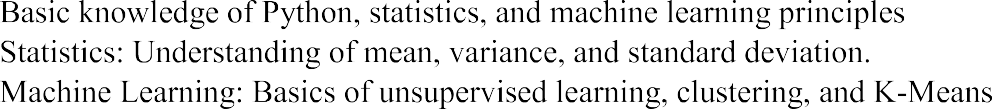 Basic knowledge of Python, statistics, and machine learning principles
Statistics: Understanding of mean, variance, and standard deviation.
Machine Learning: Basics of unsupervised learning, clustering, and K-Means